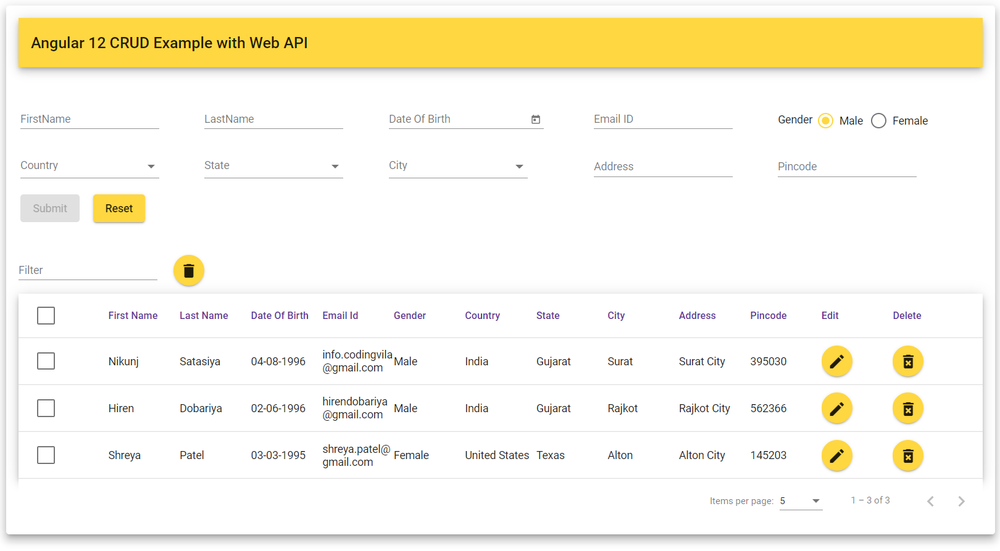 Angular 12 CRUD Example with Web API
FirstName LastName Date Of Birth Email ID Gender Male Female
Country State City Address Pincode
Submit Reset
Filter
First Name Last Name Date Of Birth Email Id Gender Country State City Address Pincode Edit Delete
Nikunj Satasiya 04-08-1996 info.codingvila Male India Gujarat Surat Surat City 395030
@gmail.com
Hiren Dobariya 02-06-1996 hirendobariya Male India Gujarat Rajkot Rajkot City 562366
@gmail.com
Shreya Patel 03-03-1995 shreya.patel@ Female United States Texas Alton Alton City 145203
gmail.com
Items per page: 5 1 – 3 of 3